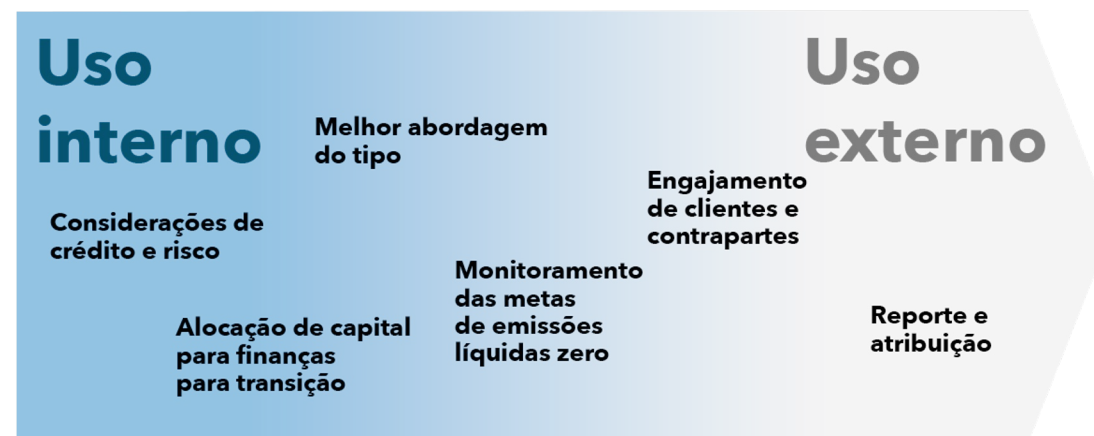 Uso
interno
Uso
externo
Melhor abordagem
do tipo
Engajamento
de clientes e
contrapartes
Considerações de
crédito e risco
Monitoramento
das metas
de emissões
líquidas zero
Alocação de capital
para finanças
para transição
Reporte e
atribuição